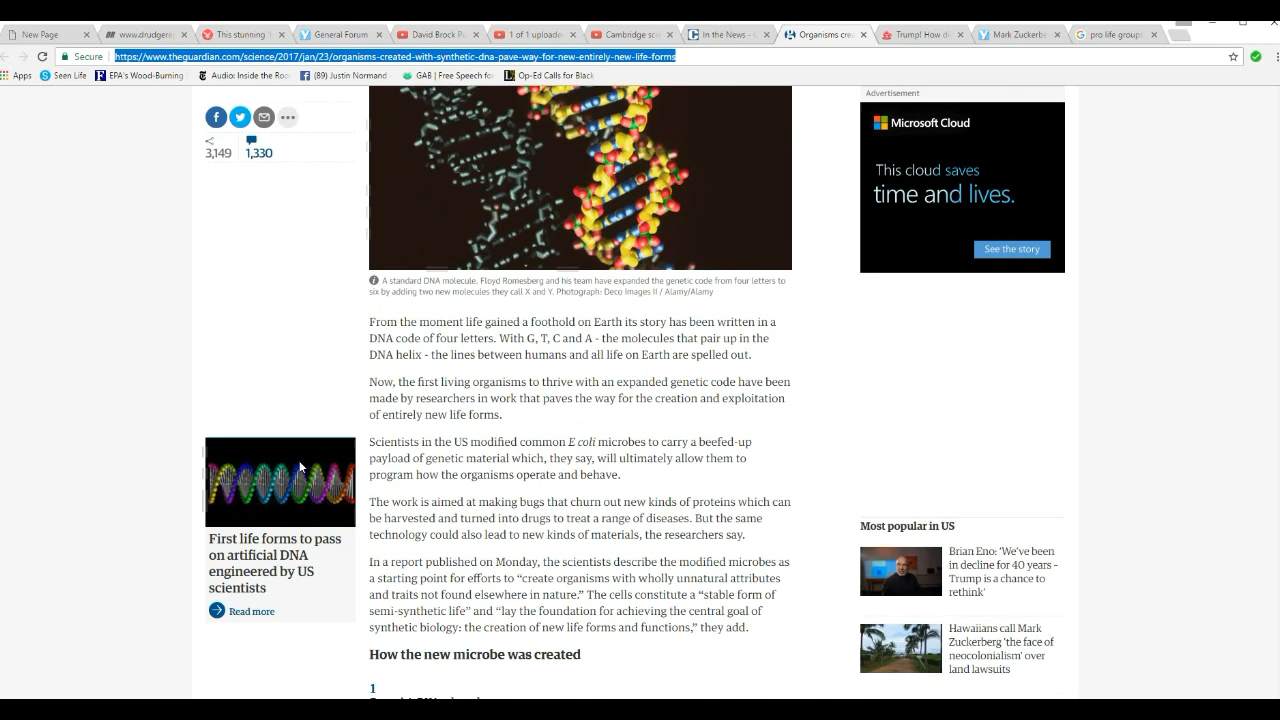 New Page
www.drudgere
This stunning 't
General Forum
David Brock Pu
1 of 1 uploade
Cambridge sci
In the News - U
Organisms crea
Trump! How di
Mark Zuckerbe
pro life groups
Secure https://www.theguardian.com/science/2017/jan/23/organisms-created-with-synthetic-dna-pave-way-for-new-entirely-new-life-forms
Apps Seen Life EPA's Wood-Burning Audio: Inside the Roo (89) Justin Normand GAB | Free Speech fo Op-Ed Calls for Black
Advertisement
3,149 1,330
Microsoft Cloud
This cloud saves
time and lives.
See the story
A standard DNA molecule. Floyd Romesberg and his team have expanded the genetic code from four letters to
six by adding two new molecules they call X and Y. Photograph: Deco Images II / Alamy/Alamy
From the moment life gained a foothold on Earth its story has been written in a
DNA code of four letters. With G, T, C and A - the molecules that pair up in the
DNA helix - the lines between humans and all life on Earth are spelled out.
Now, the first living organisms to thrive with an expanded genetic code have been
made by researchers in work that paves the way for the creation and exploitation
of entirely new life forms.
Scientists in the US modified common E coli microbes to carry a beefed-up
payload of genetic material which, they say, will ultimately allow them to
program how the organisms operate and behave.
The work is aimed at making bugs that churn out new kinds of proteins which can
be harvested and turned into drugs to treat a range of diseases. But the same
technology could also lead to new kinds of materials, the researchers say.
In a report published on Monday, the scientists describe the modified microbes as
a starting point for efforts to “create organisms with wholly unnatural attributes
and traits not found elsewhere in nature.” The cells constitute a “stable form of
semi-synthetic life” and “lay the foundation for achieving the central goal of
synthetic biology: the creation of new life forms and functions,” they add.
How the new microbe was created
1
First life forms to pass
on artificial DNA
engineered by US
scientists
Read more
Most popular in US
Brian Eno: ‘We’ve been
in decline for 40 years –
Trump is a chance to
rethink’
Hawaiians call Mark
Zuckerberg ‘the face of
neocolonialism’ over
land lawsuits